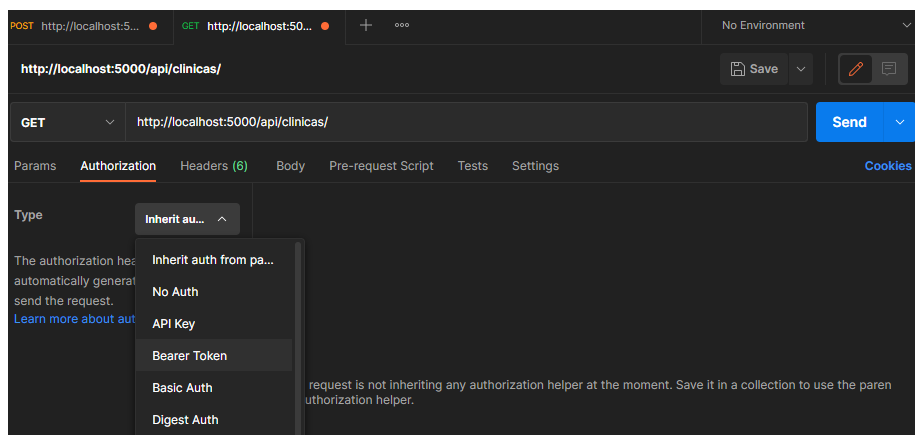 POST http://localhost:5... GET http://localhost:50... No Environment
http://localhost:5000/api/clinicas/ Save
GET http://localhost:5000/api/clinicas/ Send
Params Authorization Headers (6) Body Pre-request Script Tests Settings Cookies
Type Inherit au...
The authorization hea
automatically generat
send the request.
Learn more about aut
Inherit auth from pa...
No Auth
API Key
Bearer Token
Basic Auth
Digest Auth
request is not inheriting any authorization helper at the moment. Save it in a collection to use the paren
uthorization helper.